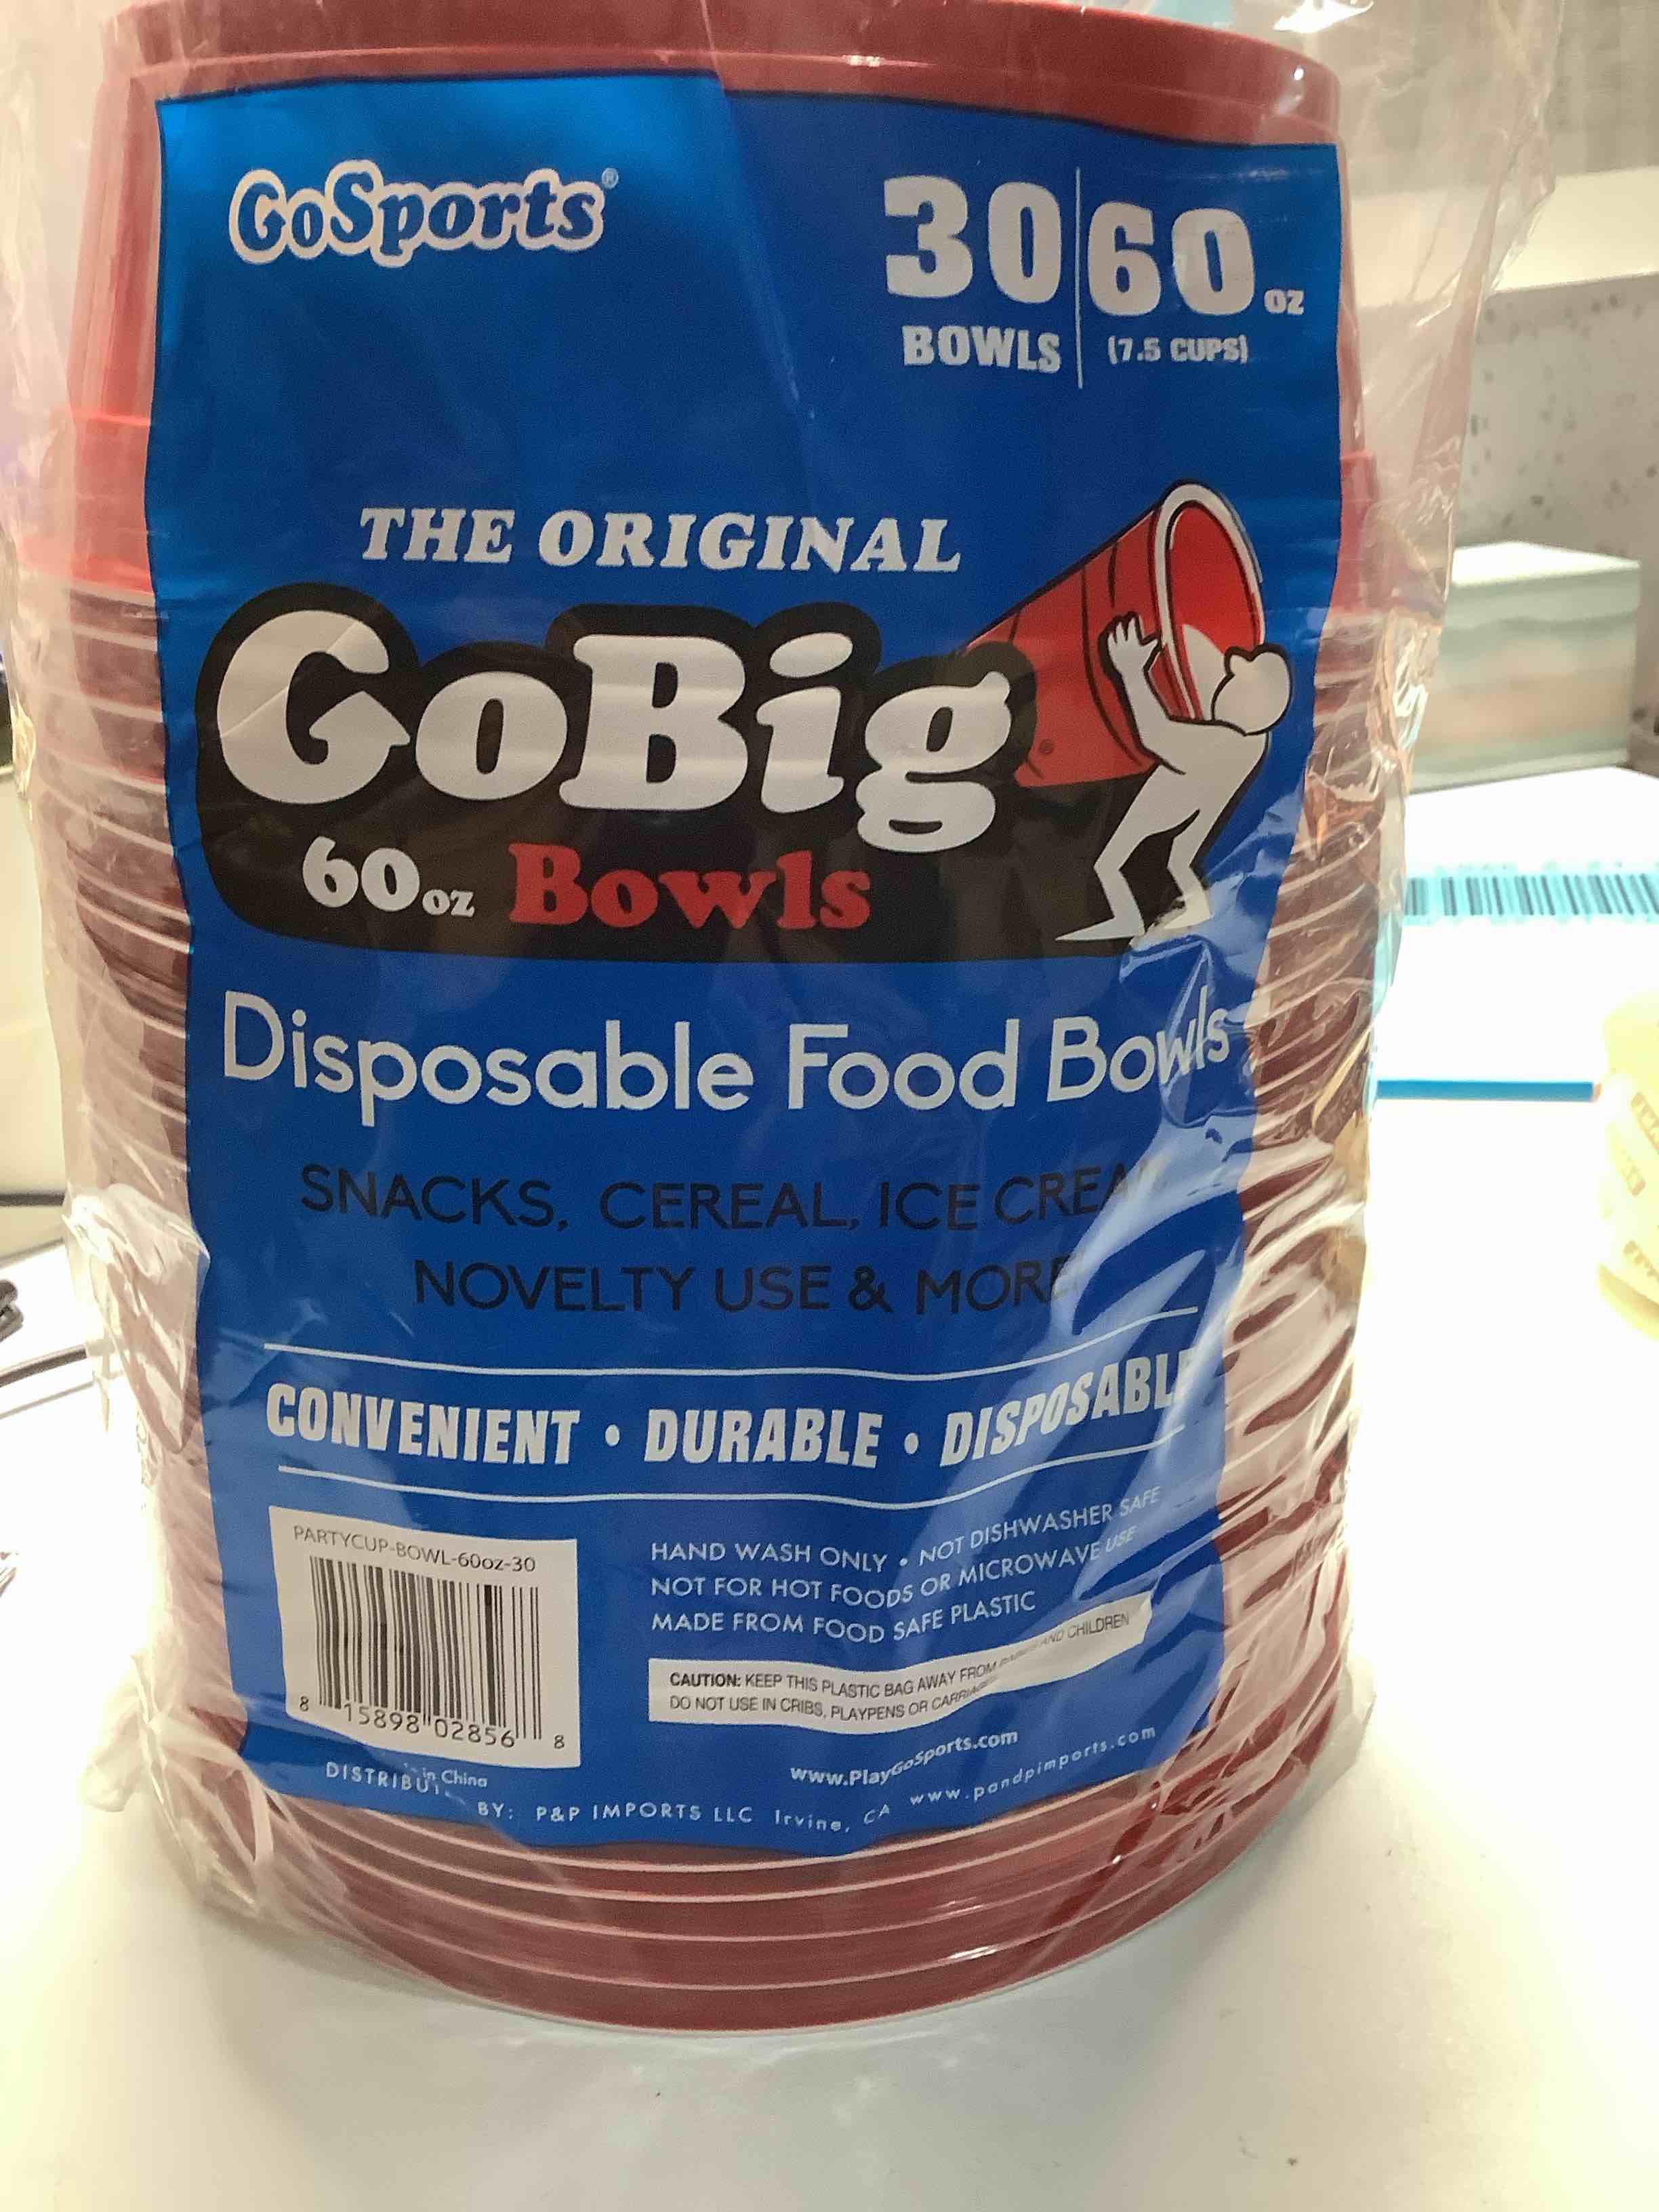 GoSports®
30 60 oz
BOWLS (7.5 CUPS)
THE ORIGINAL
GoBig
60 oz Bowls
Disposable Food Bowls
SNACKS, CEREAL, ICE CREAM
NOVELTY USE & MORE
CONVENIENT • DURABLE • DISPOSABLE
PARTYCUP-BOWL-60oz-30
8 15898 02856 8
HAND WASH ONLY • NOT DISHWASHER SAFE
NOT FOR HOT FOODS OR MICROWAVE USE
MADE FROM FOOD SAFE PLASTIC
CAUTION: KEEP THIS PLASTIC BAG AWAY FROM AND CHILDREN
DO NOT USE IN CRIBS, PLAYPENS OR
www.PlayGoSports.com
in China
BY: P&P IMPORTS LLC Irvine, CA www.pandpimports.com